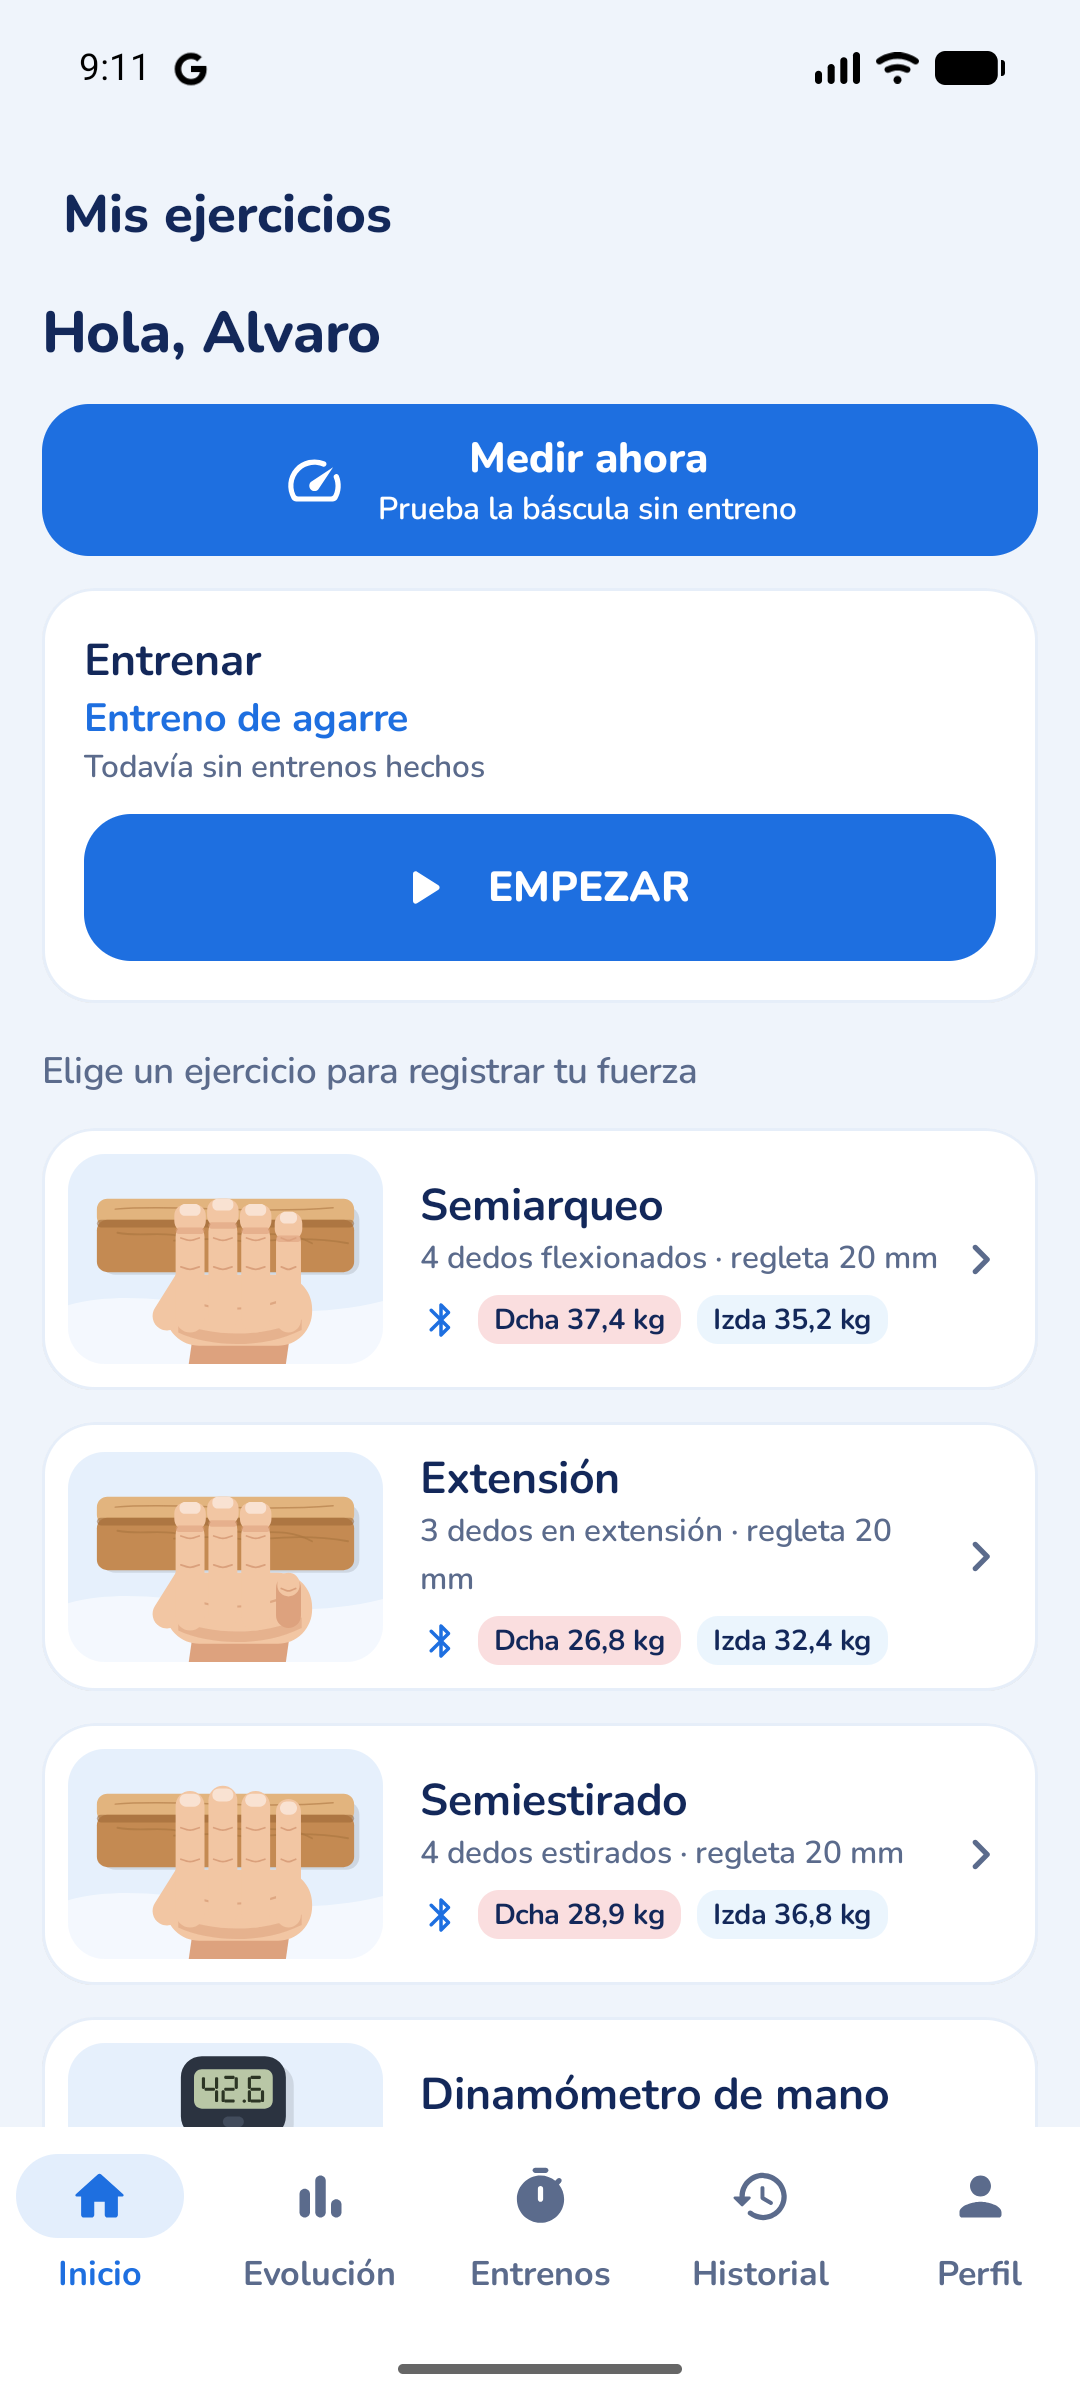 9:11 G
Mis ejercicios
Hola, Alvaro
Medir ahora
Prueba la báscula sin entreno
Entrenar
Entreno de agarre
Todavía sin entrenos hechos
EMPEZAR
Elige un ejercicio para registrar tu fuerza
Semiarqueo
4 dedos flexionados · regleta 20 mm
Dcha 37,4 kg Izda 35,2 kg
Extensión
3 dedos en extensión · regleta 20
mm
Dcha 26,8 kg Izda 32,4 kg
Semiestirado
4 dedos estirados · regleta 20 mm
Dcha 28,9 kg Izda 36,8 kg
42.6
Dinamómetro de mano
Inicio Evolución Entrenos Historial Perfil